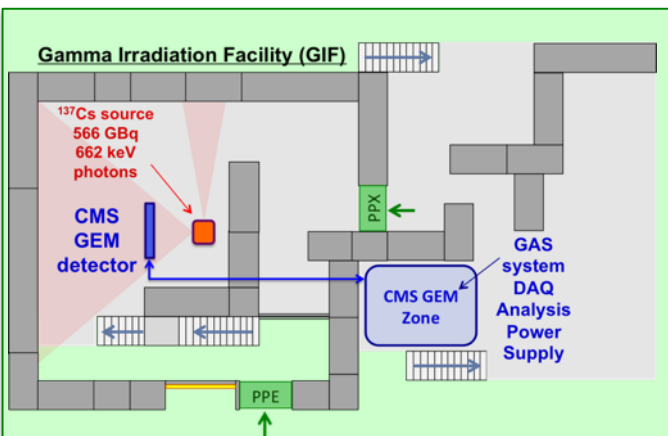 Gamma Irradiation Facility (GIF)
¹³⁷Cs source
566 GBq
662 keV
photons
CMS
GEM
detector
PPX
CMS GEM
Zone
GAS
system
DAQ
Analysis
Power
Supply
PPE